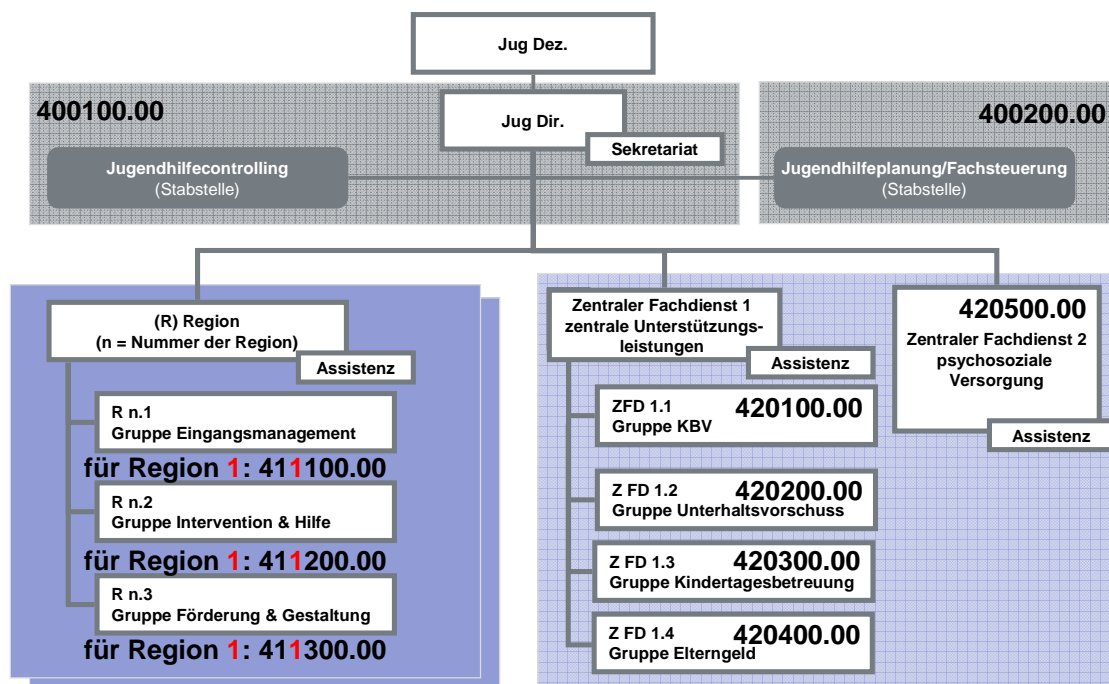 Jug Dez.
400100.00
Jug Dir.
400200.00
Sekretariat
Jugendhilfecontrolling
(Stabstelle)
Jugendhilfeplanung/Fachsteuerung
(Stabstelle)
(R) Region
(n = Nummer der Region)
Assistenz
R n.1
Gruppe Eingangsmanagement
für Region 1: 411100.00
R n.2
Gruppe Intervention & Hilfe
für Region 1: 411200.00
R n.3
Gruppe Förderung & Gestaltung
für Region 1: 411300.00
Zentraler Fachdienst 1
zentrale Unterstützungs-
leistungen
Assistenz
ZFD 1.1 420100.00
Gruppe KBV
Z FD 1.2 420200.00
Gruppe Unterhaltsvorschuss
Z FD 1.3 420300.00
Gruppe Kindertagesbetreuung
Z FD 1.4 420400.00
Gruppe Elterngeld
420500.00
Zentraler Fachdienst 2
psychosoziale
Versorgung
Assistenz